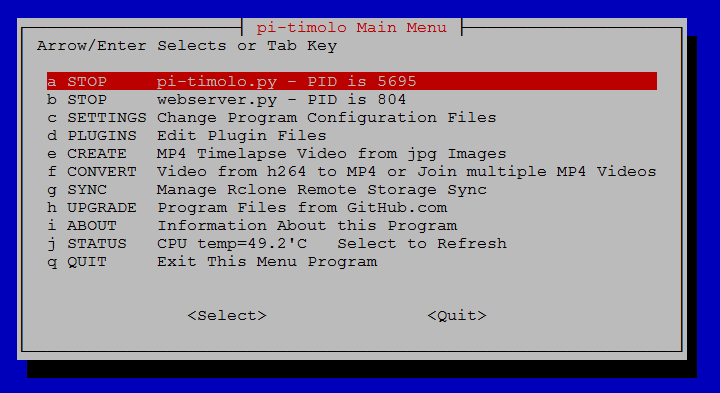 pi-timolo Main Menu
Arrow/Enter Selects or Tab Key
a STOP pi-timolo.py - PID is 5695
b STOP webserver.py - PID is 804
c SETTINGS Change Program Configuration Files
d PLUGINS Edit Plugin Files
e CREATE MP4 Timelapse Video from jpg Images
f CONVERT Video from h264 to MP4 or Join multiple MP4 Videos
g SYNC Manage Rclone Remote Storage Sync
h UPGRADE Program Files from GitHub.com
i ABOUT Information About this Program
j STATUS CPU temp=49.2'C Select to Refresh
q QUIT Exit This Menu Program
<Select> <Quit>